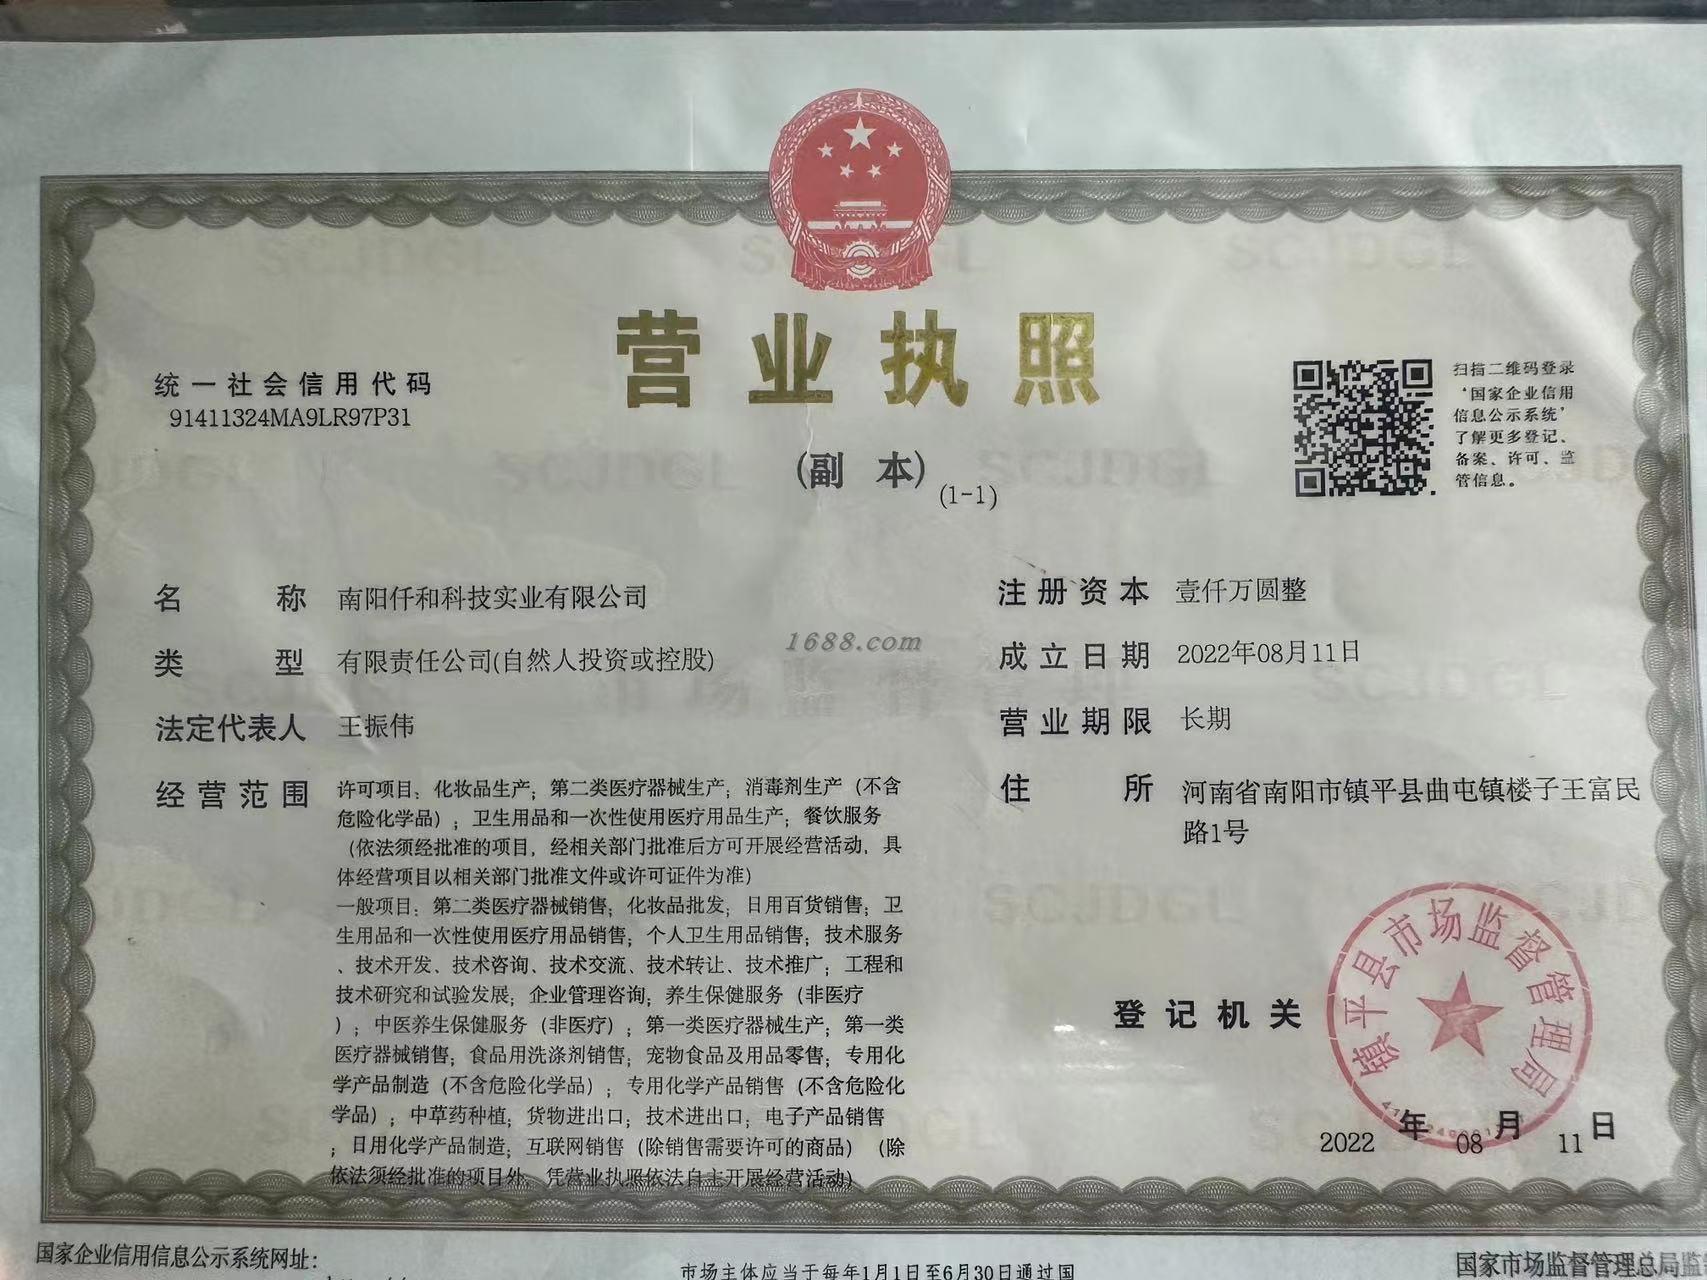 营业执照
(副 本)
(1-1)
统一社会信用代码
91411324MA9LR97P31
扫描二维码登录
‘国家企业信用
信息公示系统’
了解更多登记、
备案、许可、监
管信息。
名 称 南阳仟和科技实业有限公司
类 型 有限责任公司(自然人投资或控股)
法定代表人 王振伟
经营范围 许可项目：化妆品生产；第二类医疗器械生产；消毒剂生产（不含
危险化学品）；卫生用品和一次性使用医疗用品生产；餐饮服务
（依法须经批准的项目，经相关部门批准后方可开展经营活动，具
体经营项目以相关部门批准文件或许可证件为准）
一般项目：第二类医疗器械销售；化妆品批发；日用百货销售；卫
生用品和一次性使用医疗用品销售；个人卫生用品销售；技术服务
、技术开发、技术咨询、技术交流、技术转让、技术推广；工程和
技术研究和试验发展；企业管理咨询；养生保健服务（非医疗
）；中医养生保健服务（非医疗）；第一类医疗器械生产；第一类
医疗器械销售；食品用洗涤剂销售；宠物食品及用品零售；专用化
学产品制造（不含危险化学品）；专用化学产品销售（不含危险化
学品）；中草药种植；货物进出口；技术进出口；电子产品销售
；日用化学产品制造；互联网销售（除销售需要许可的商品）（除
依法须经批准的项目外，凭营业执照依法自主开展经营活动）
注册资本 壹仟万圆整
成立日期 2022年08月11日
营业期限 长期
住 所 河南省南阳市镇平县曲屯镇楼子王富民
路1号
1688.com
登记机关
镇平县市场监督管理局
2022 年 08 月 11 日
国家企业信用信息公示系统网址：
市场主体应当于每年1月1日至6月30日通过国
国家市场监督管理总局监
SCJDGL